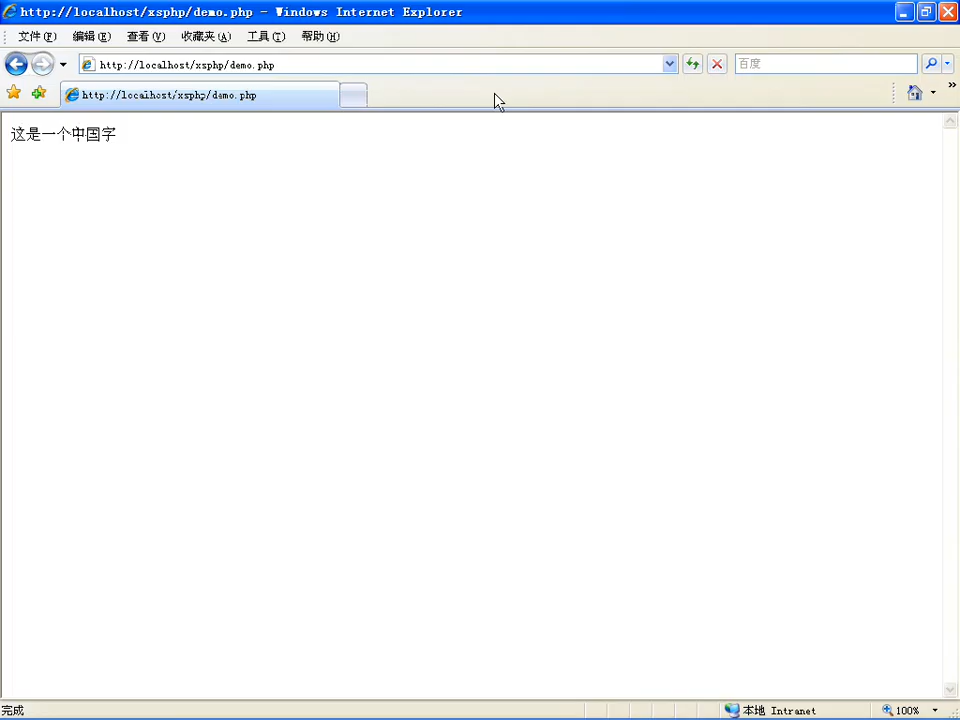 http://localhost/xsphp/demo.php - Windows Internet Explorer
文件(F) 编辑(E) 查看(V) 收藏夹(A) 工具(T) 帮助(H)
http://localhost/xsphp/demo.php 百度
http://localhost/xsphp/demo.php
这是一个中国字
完成 本地 Intranet 100%